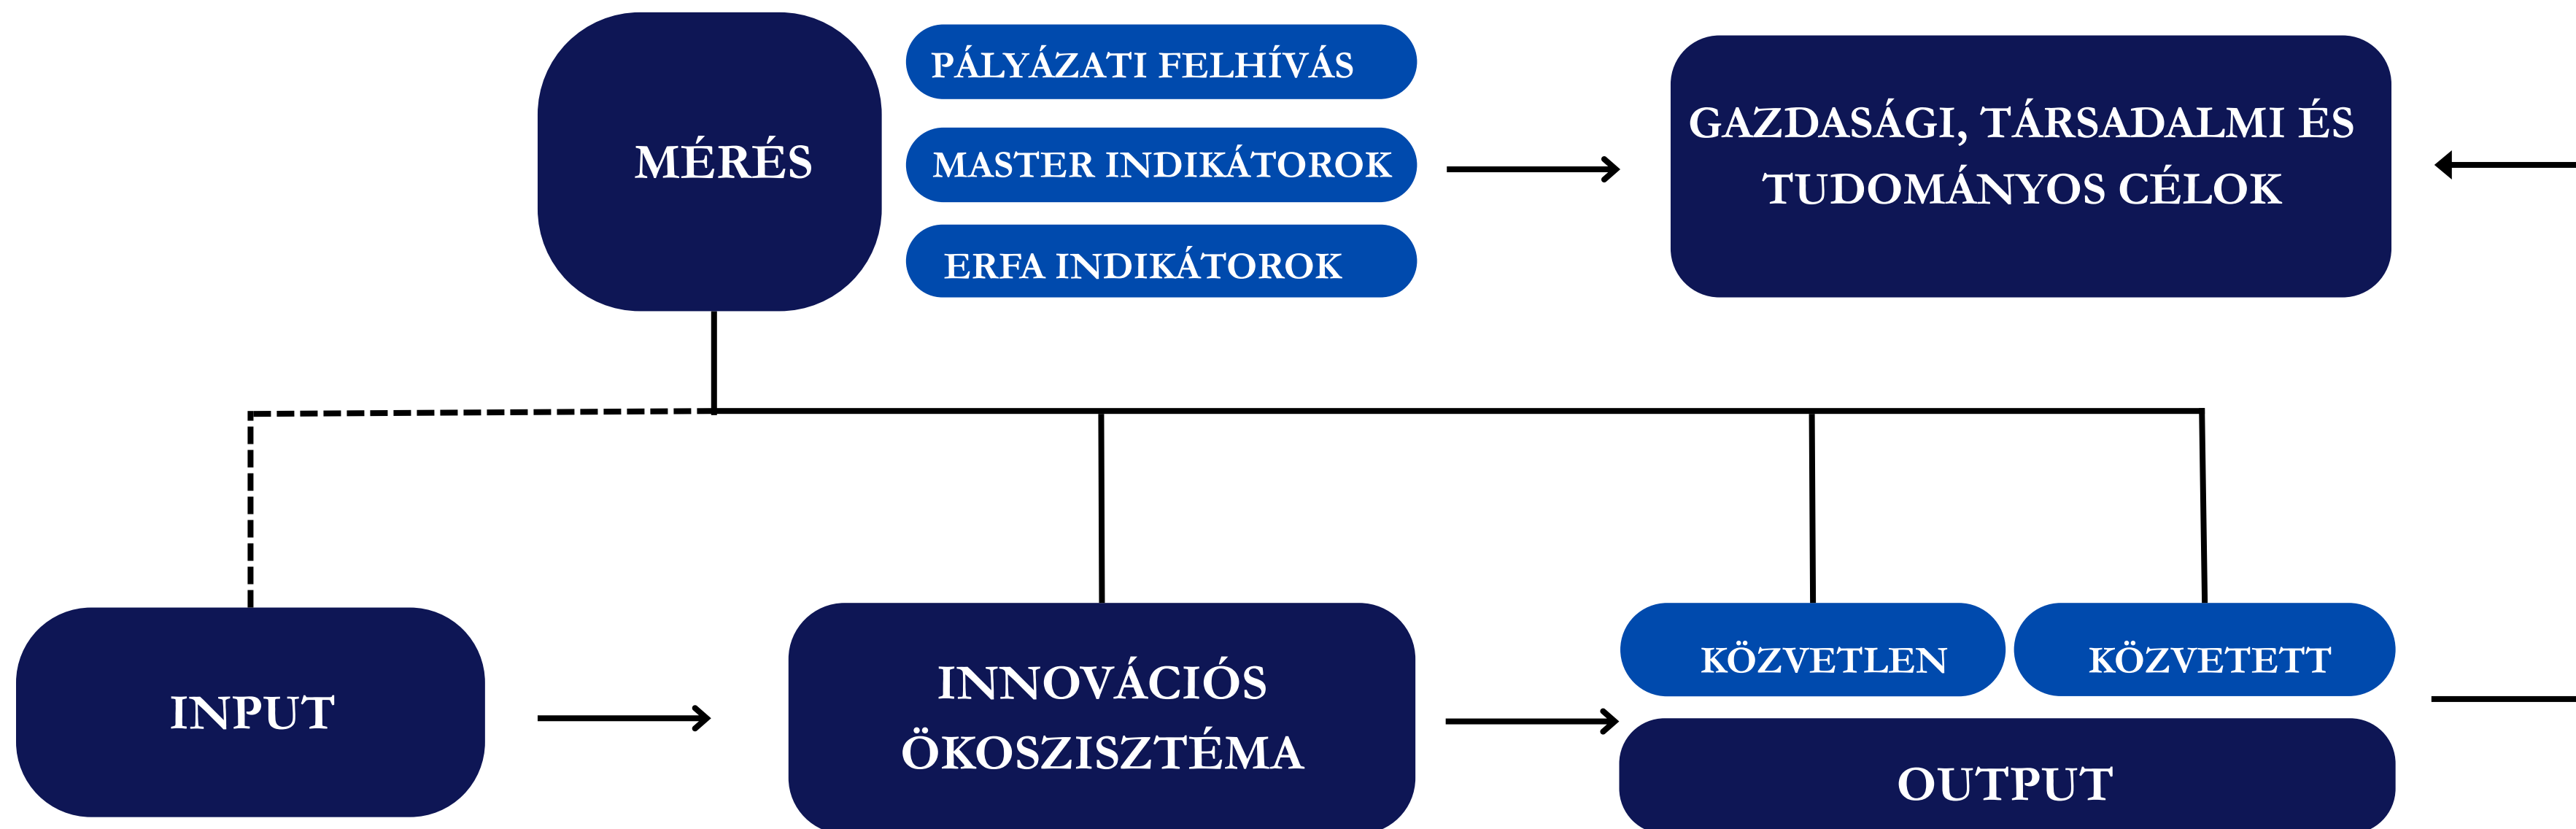 MÉRÉS
PÁLYÁZATI FELHÍVÁS
MASTER INDIKÁTOROK
ERFA INDIKÁTOROK
GAZDASÁGI, TÁRSADALMI ÉS
TUDOMÁNYOS CÉLOK
INPUT
INNOVÁCIÓS
ÖKOSZISZTÉMA
KÖZVETLEN
KÖZVETETT
OUTPUT